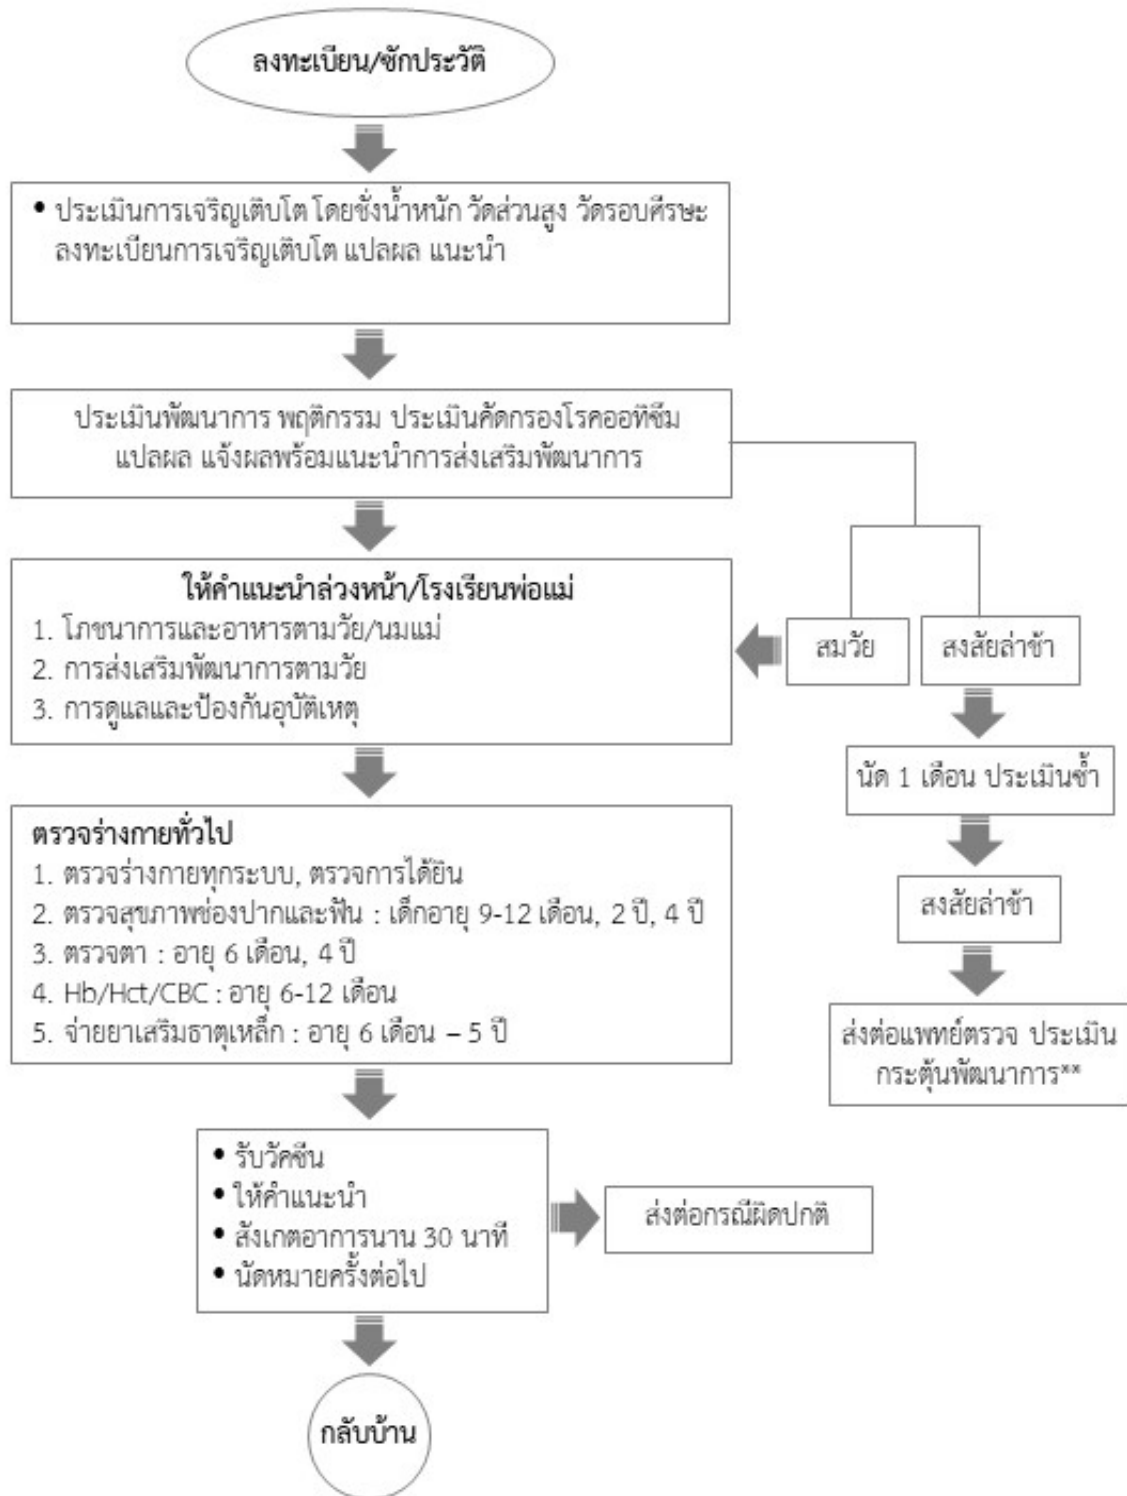 ลงทะเบียน/ซักประวัติ
• ประเมินการเจริญเติบโต โดยชั่งน้ำหนัก วัดส่วนสูง วัดรอบศีรษะ
ลงทะเบียนการเจริญเติบโต แปลผล แนะนำ
ประเมินพัฒนาการ พฤติกรรม ประเมินคัดกรองโรคออทิซึม
แปลผล แจ้งผลพร้อมแนะนำการส่งเสริมพัฒนาการ
ให้คำแนะนำล่วงหน้า/โรงเรียนพ่อแม่
1. โภชนาการและอาหารตามวัย/นมแม่
2. การส่งเสริมพัฒนาการตามวัย
3. การดูแลและป้องกันอุบัติเหตุ
สมวัย
สงสัยล่าช้า
นัด 1 เดือน ประเมินซ้ำ
สงสัยล่าช้า
ส่งต่อแพทย์ตรวจ ประเมิน
กระตุ้นพัฒนาการ**
ตรวจร่างกายทั่วไป
1. ตรวจร่างกายทุกระบบ, ตรวจการได้ยิน
2. ตรวจสุขภาพช่องปากและฟัน : เด็กอายุ 9-12 เดือน, 2 ปี, 4 ปี
3. ตรวจตา : อายุ 6 เดือน, 4 ปี
4. Hb/Hct/CBC : อายุ 6-12 เดือน
5. จ่ายยาเสริมธาตุเหล็ก : อายุ 6 เดือน – 5 ปี
• รับวัคซีน
• ให้คำแนะนำ
• สังเกตอาการนาน 30 นาที
• นัดหมายครั้งต่อไป
ส่งต่อกรณีผิดปกติ
กลับบ้าน